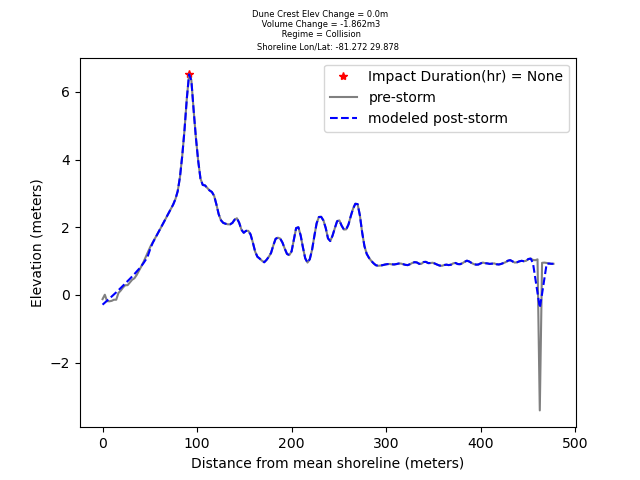 Dune Crest Elev Change = 0.0m
Volume Change = -1.862m3
Regime = Collision
Shoreline Lon/Lat: -81.272 29.878
Impact Duration(hr) = None
pre-storm
modeled post-storm
6
4
2
0
−2
Elevation (meters)
0 100 200 300 400 500
Distance from mean shoreline (meters)